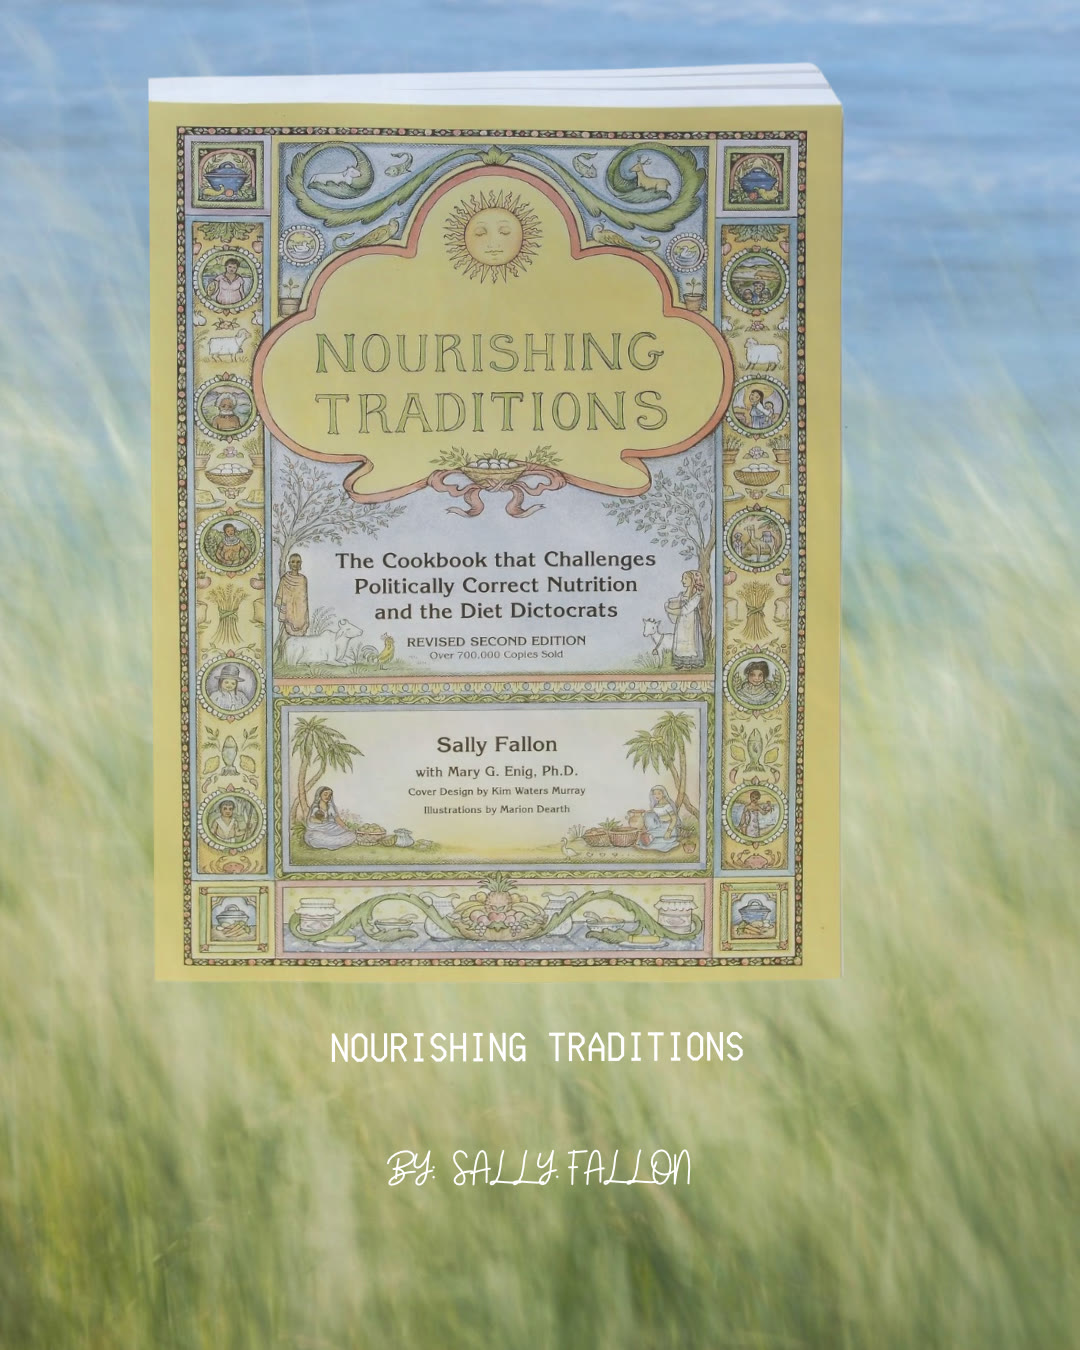 NOURISHING
TRADITIONS
The Cookbook that Challenges
Politically Correct Nutrition
and the Diet Dictocrats
REVISED SECOND EDITION
Over 700,000 Copies Sold
Sally Fallon
with Mary G. Enig, Ph.D.
Cover Design by Kim Waters Murray
Illustrations by Marion Dearth
NOURISHING TRADITIONS
BY: SALLY FALLON